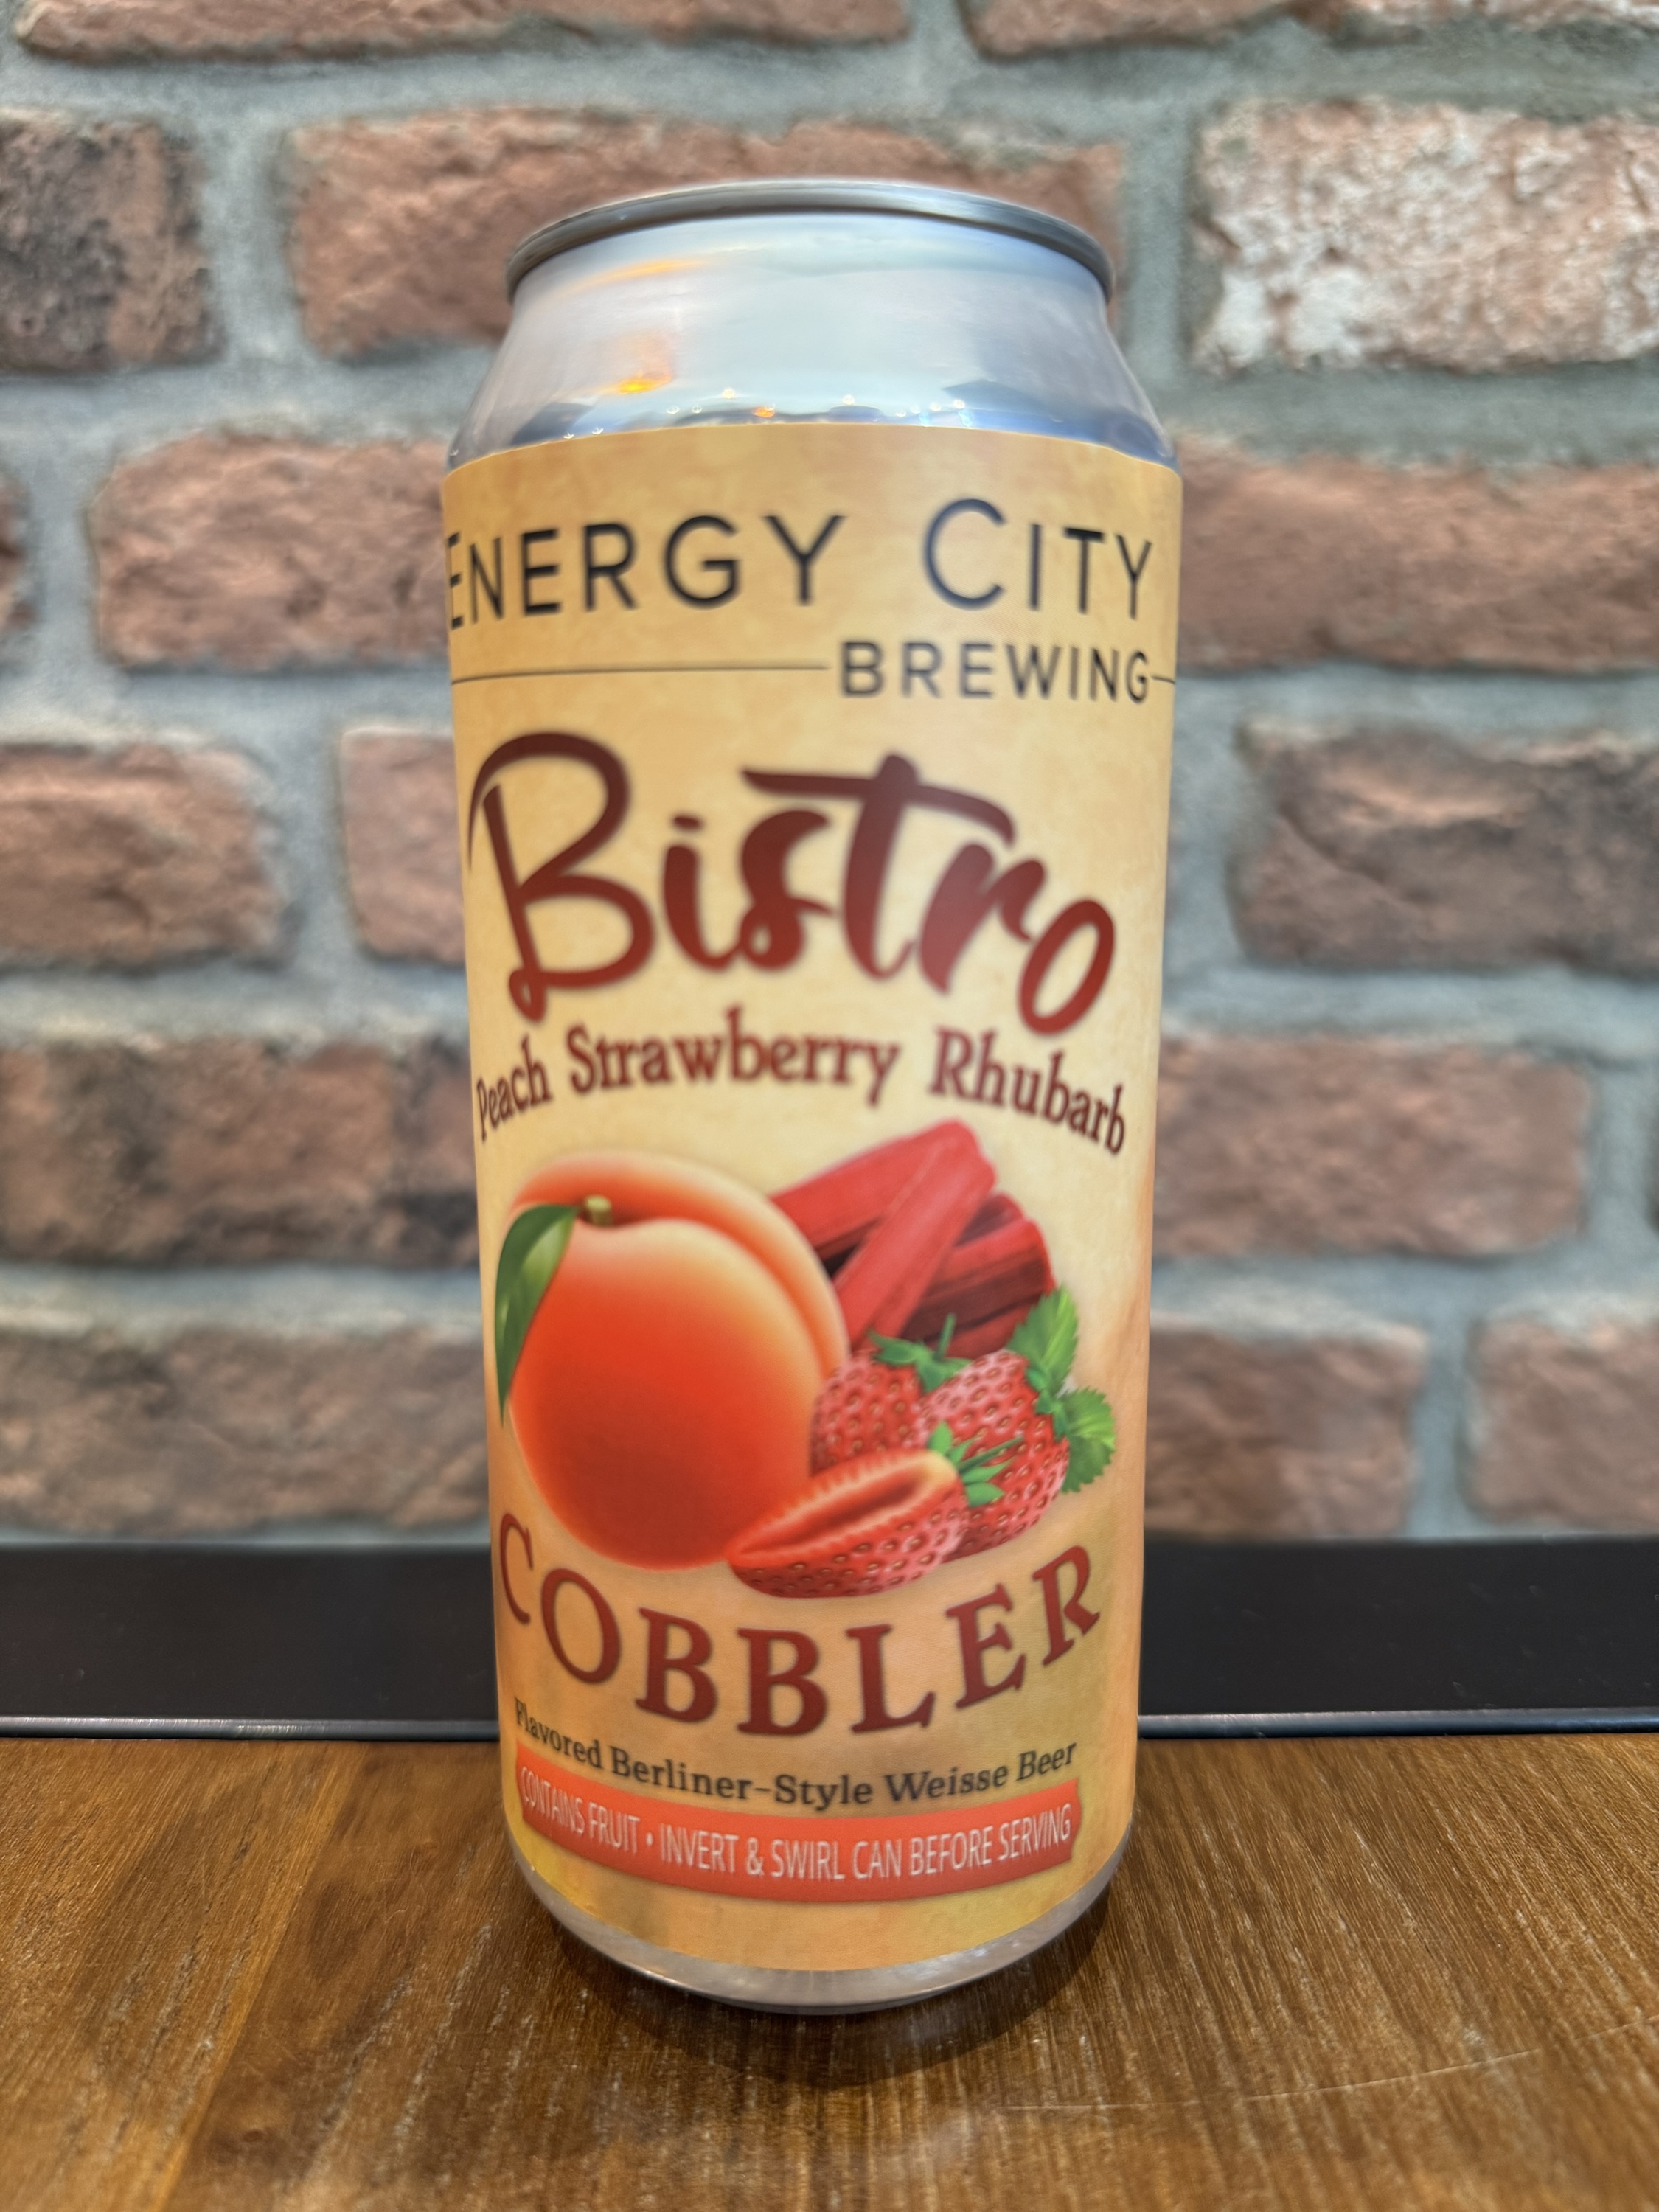 ENERGY CITY
BREWING
Bistro
Peach Strawberry Rhubarb
COBBLER
Flavored Berliner-Style Weisse Beer
CONTAINS FRUIT • INVERT & SWIRL CAN BEFORE SERVING